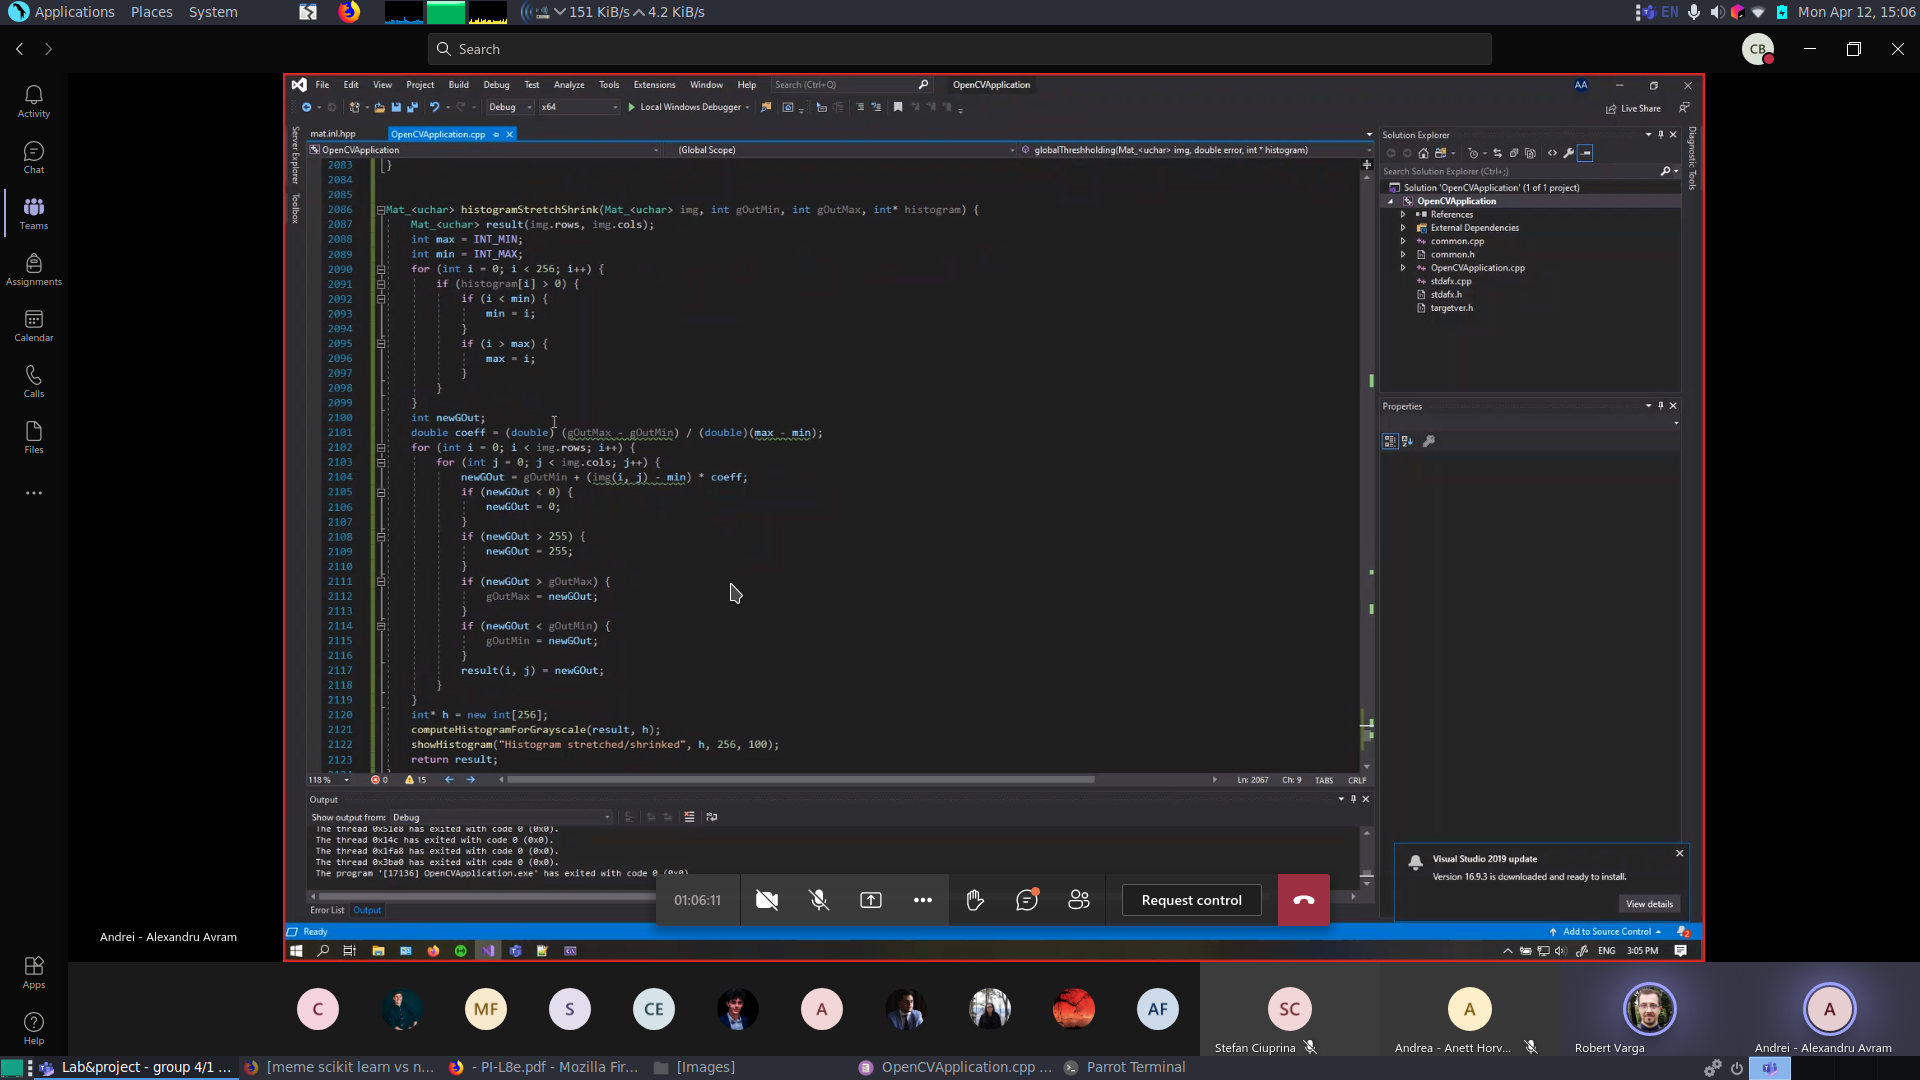 Applications Places System 151 KiB/s 4.2 KiB/s EN Mon Apr 12, 15:06
Search CB
Activity
Chat
Teams
Assignments
Calendar
Calls
Files
Apps
Help
File Edit View Project Build Debug Test Analyze Tools Extensions Window Help Search (Ctrl+Q) OpenCVApplication AA
Debug x64 Local Windows Debugger Live Share
Server Explorer
Toolbox
mat.inl.hpp OpenCVApplication.cpp
OpenCVApplication (Global Scope) globalThreshholding(Mat_<uchar> img, double error, int * histogram)
2083 }
2084
2085
2086 Mat_<uchar> histogramStretchShrink(Mat_<uchar> img, int gOutMin, int gOutMax, int* histogram) {
2087 Mat_<uchar> result(img.rows, img.cols);
2088 int max = INT_MIN;
2089 int min = INT_MAX;
2090 for (int i = 0; i < 256; i++) {
2091 if (histogram[i] > 0) {
2092 if (i < min) {
2093 min = i;
2094 }
2095 if (i > max) {
2096 max = i;
2097 }
2098 }
2099 }
2100 int newGOut;
2101 double coeff = (double) (gOutMax - gOutMin) / (double)(max - min);
2102 for (int i = 0; i < img.rows; i++) {
2103 for (int j = 0; j < img.cols; j++) {
2104 newGOut = gOutMin + (img(i, j) - min) * coeff;
2105 if (newGOut < 0) {
2106 newGOut = 0;
2107 }
2108 if (newGOut > 255) {
2109 newGOut = 255;
2110 }
2111 if (newGOut > gOutMax) {
2112 gOutMax = newGOut;
2113 }
2114 if (newGOut < gOutMin) {
2115 gOutMin = newGOut;
2116 }
2117 result(i, j) = newGOut;
2118 }
2119 }
2120 int* h = new int[256];
2121 computeHistogramForGrayscale(result, h);
2122 showHistogram("Histogram stretched/shrinked", h, 256, 100);
2123 return result;
118 % 0 15 Ln: 2067 Ch: 9 TABS CRLF
Solution Explorer
Search Solution Explorer (Ctrl+;)
Solution 'OpenCVApplication' (1 of 1 project)
OpenCVApplication
References
External Dependencies
common.cpp
common.h
OpenCVApplication.cpp
stdafx.cpp
stdafx.h
targetver.h
Diagnostic Tools
Properties
Output
Show output from: Debug
The thread 0x51e8 has exited with code 0 (0x0).
The thread 0x14c has exited with code 0 (0x0).
The thread 0x1fa8 has exited with code 0 (0x0).
The thread 0x3ba0 has exited with code 0 (0x0).
The program '[17136] OpenCVApplication.exe' has exited with code 0 (0x0).
Error List Output
Visual Studio 2019 update
Version 16.9.3 is downloaded and ready to install.
View details
01:06:11 Request control
Ready Add to Source Control 2
ENG 3:05 PM
Andrei - Alexandru Avram
C MF S CE A AF SC A A
Stefan Ciuprina Andrea - Anett Horv... Robert Varga Andrei - Alexandru Avram
Lab&project - group 4/1 ... [meme scikit learn vs n... - PI-L8e.pdf - Mozilla Fir... [Images] OpenCVApplication.cpp ... Parrot Terminal